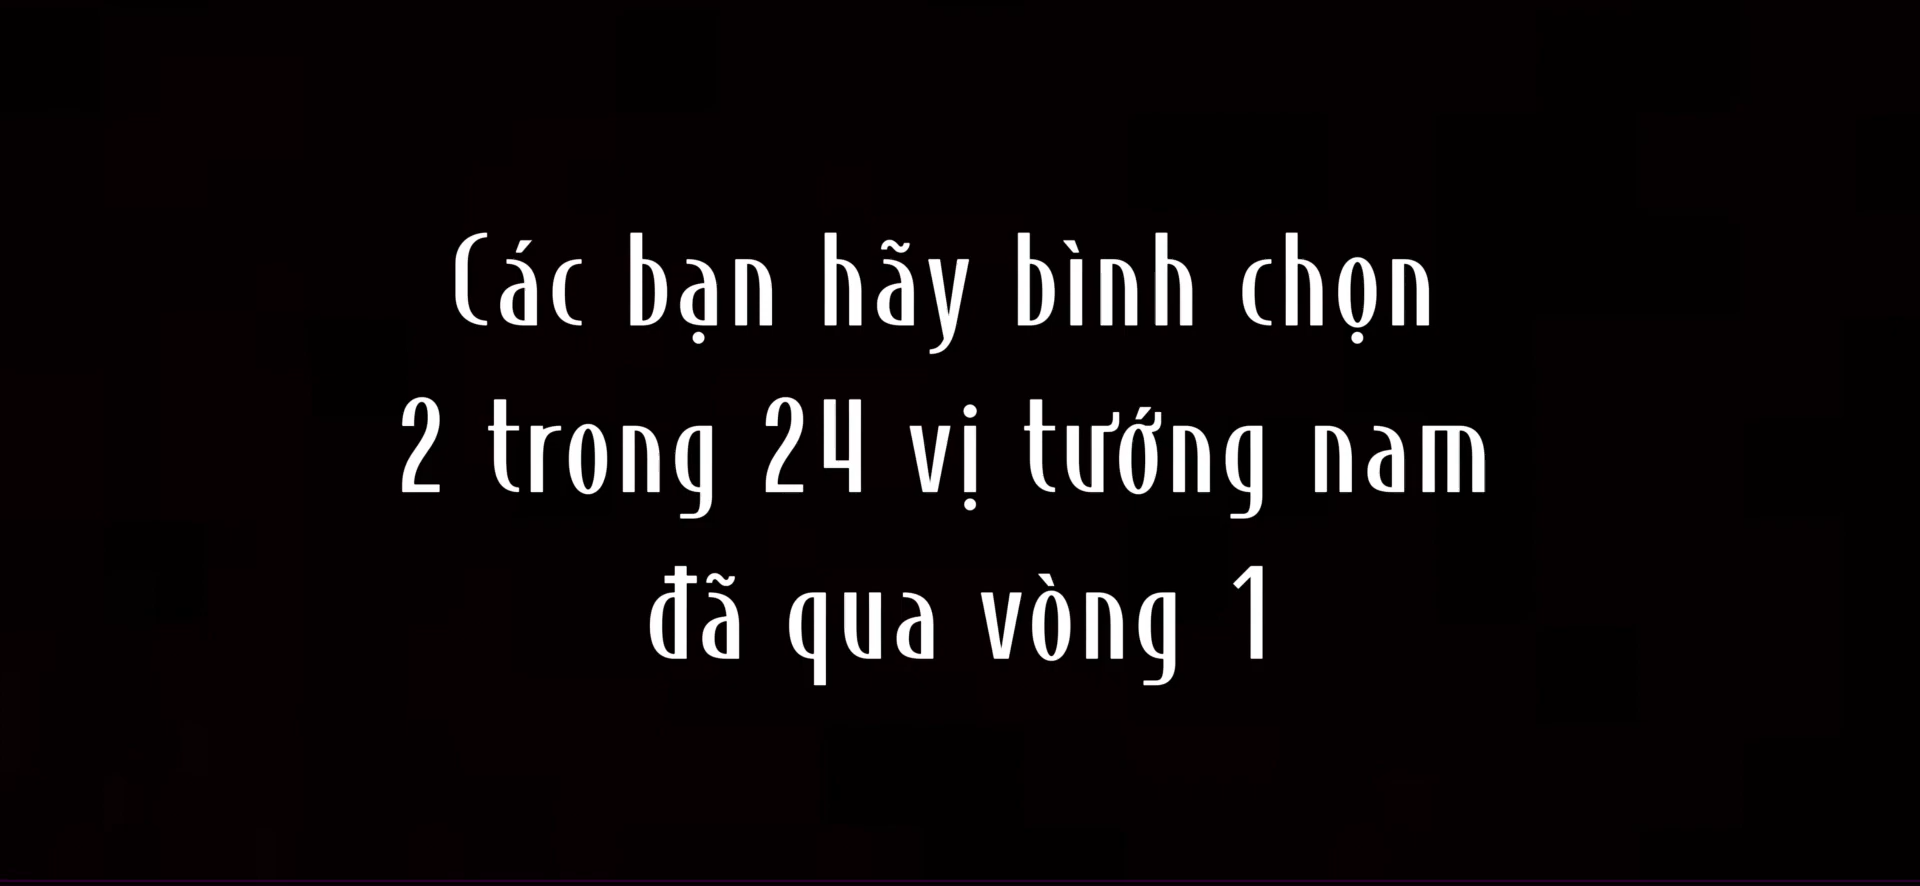 Các bạn hãy bình chọn
2 trong 24 vị tướng nam
đã qua vòng 1